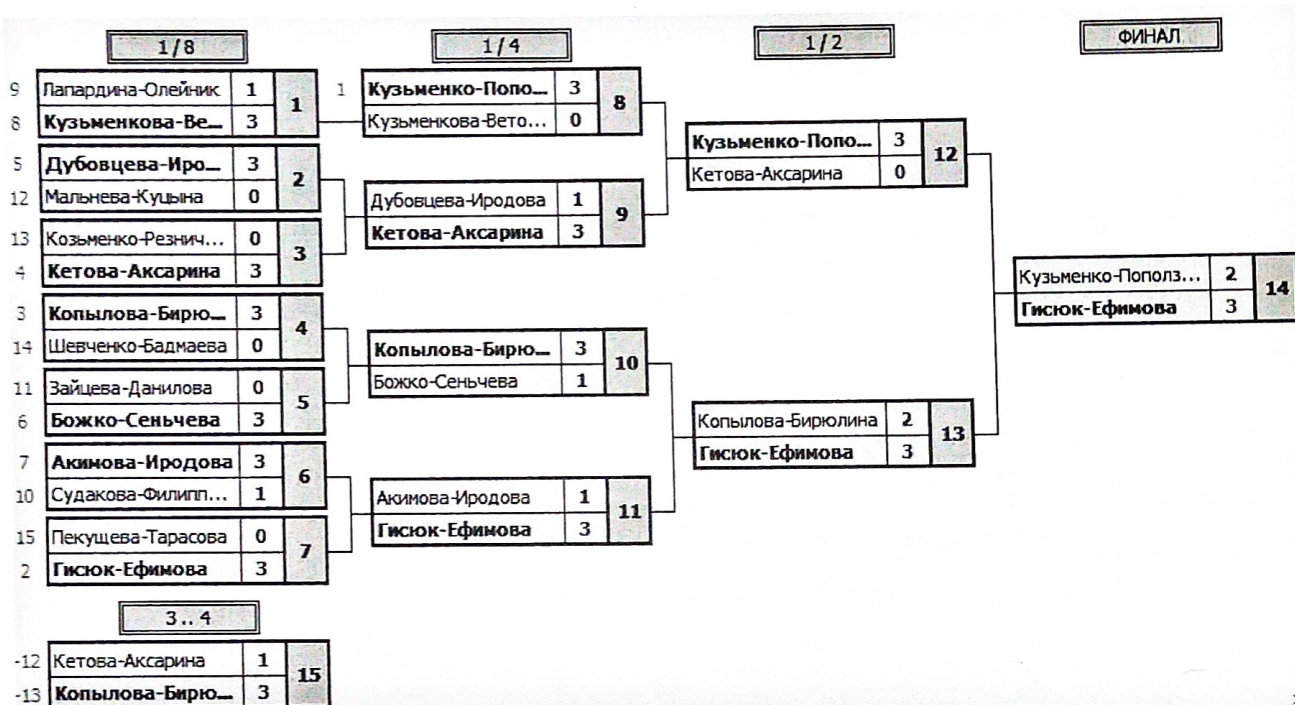 1/8
9 Лапардина-Олейник 1
8 Кузьменкова-Ве... 3
1
5 Дубовцева-Иро... 3
12 Мальнева-Куцына 0
2
13 Козьменко-Резнич... 0
4 Кетова-Аксарина 3
3
3 Копылова-Бирю... 3
14 Шевченко-Бадмаева 0
4
11 Зайцева-Данилова 0
6 Божко-Сеньчева 3
5
7 Акимова-Иродова 3
10 Судакова-Филипп... 1
6
15 Пекущева-Тарасова 0
2 Гисюк-Ефимова 3
7
1/4
1 Кузьменко-Попо... 3
Кузьменкова-Вето... 0
8
Дубовцева-Иродова 1
Кетова-Аксарина 3
9
Копылова-Бирю... 3
Божко-Сеньчева 1
10
Акимова-Иродова 1
Гисюк-Ефимова 3
11
1/2
Кузьменко-Попо... 3
Кетова-Аксарина 0
12
Копылова-Бирюлина 2
Гисюк-Ефимова 3
13
ФИНАЛ
Кузьменко-Пополз... 2
Гисюк-Ефимова 3
14
3..4
-12 Кетова-Аксарина 1
-13 Копылова-Бирю... 3
15